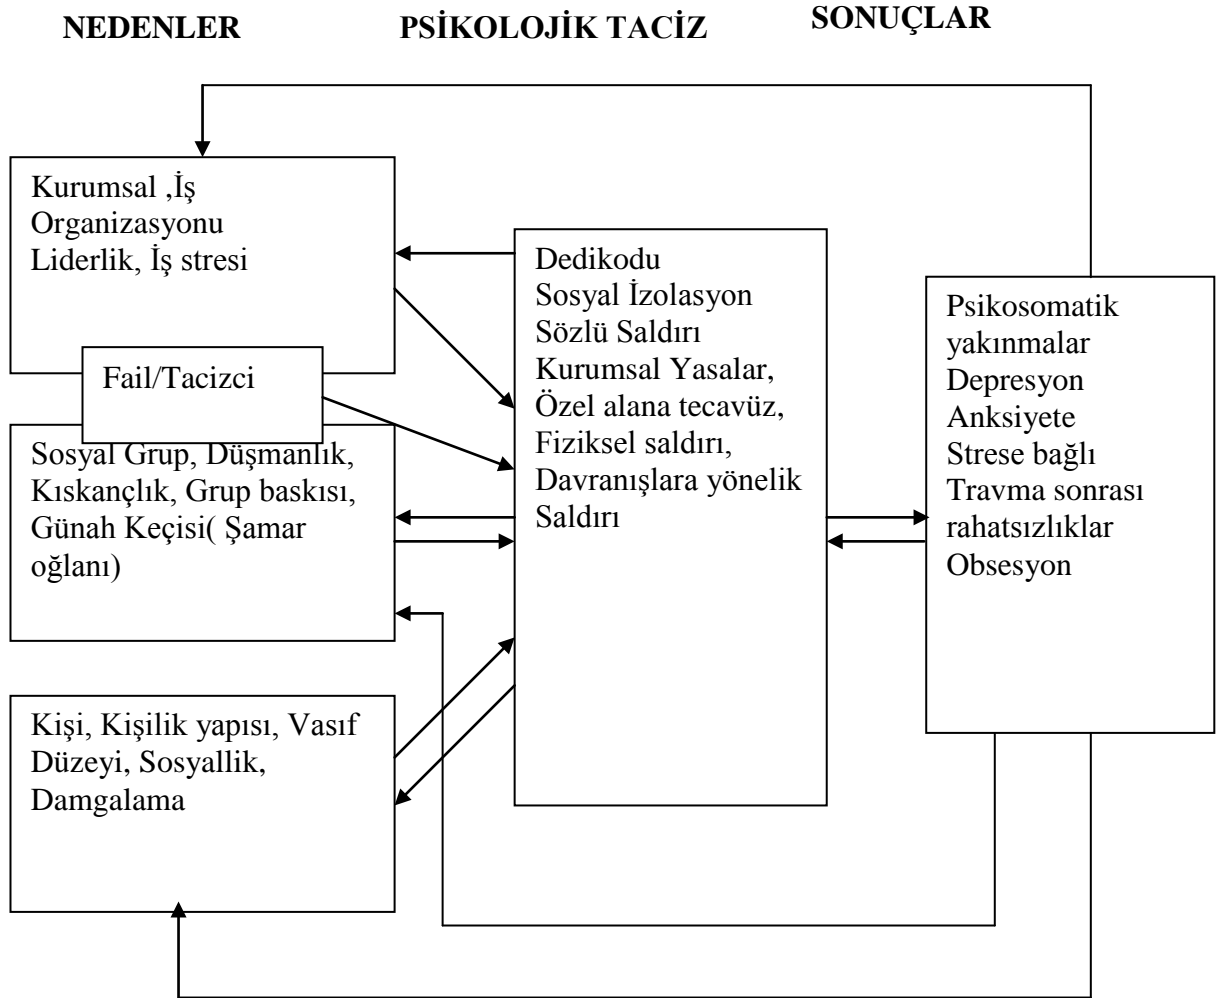 NEDENLER
PSİKOLOJİK TACİZ
SONUÇLAR
Kurumsal ,İş
Organizasyonu
Liderlik, İş stresi
Fail/Tacizci
Sosyal Grup, Düşmanlık,
Kıskançlık, Grup baskısı,
Günah Keçisi( Şamar
oğlanı)
Kişi, Kişilik yapısı, Vasıf
Düzeyi, Sosyallik,
Damgalama
Dedikodu
Sosyal İzolasyon
Sözlü Saldırı
Kurumsal Yasalar,
Özel alana tecavüz,
Fiziksel saldırı,
Davranışlara yönelik
Saldırı
Psikosomatik
yakınmalar
Depresyon
Anksiyete
Strese bağlı
Travma sonrası
rahatsızlıklar
Obsesyon